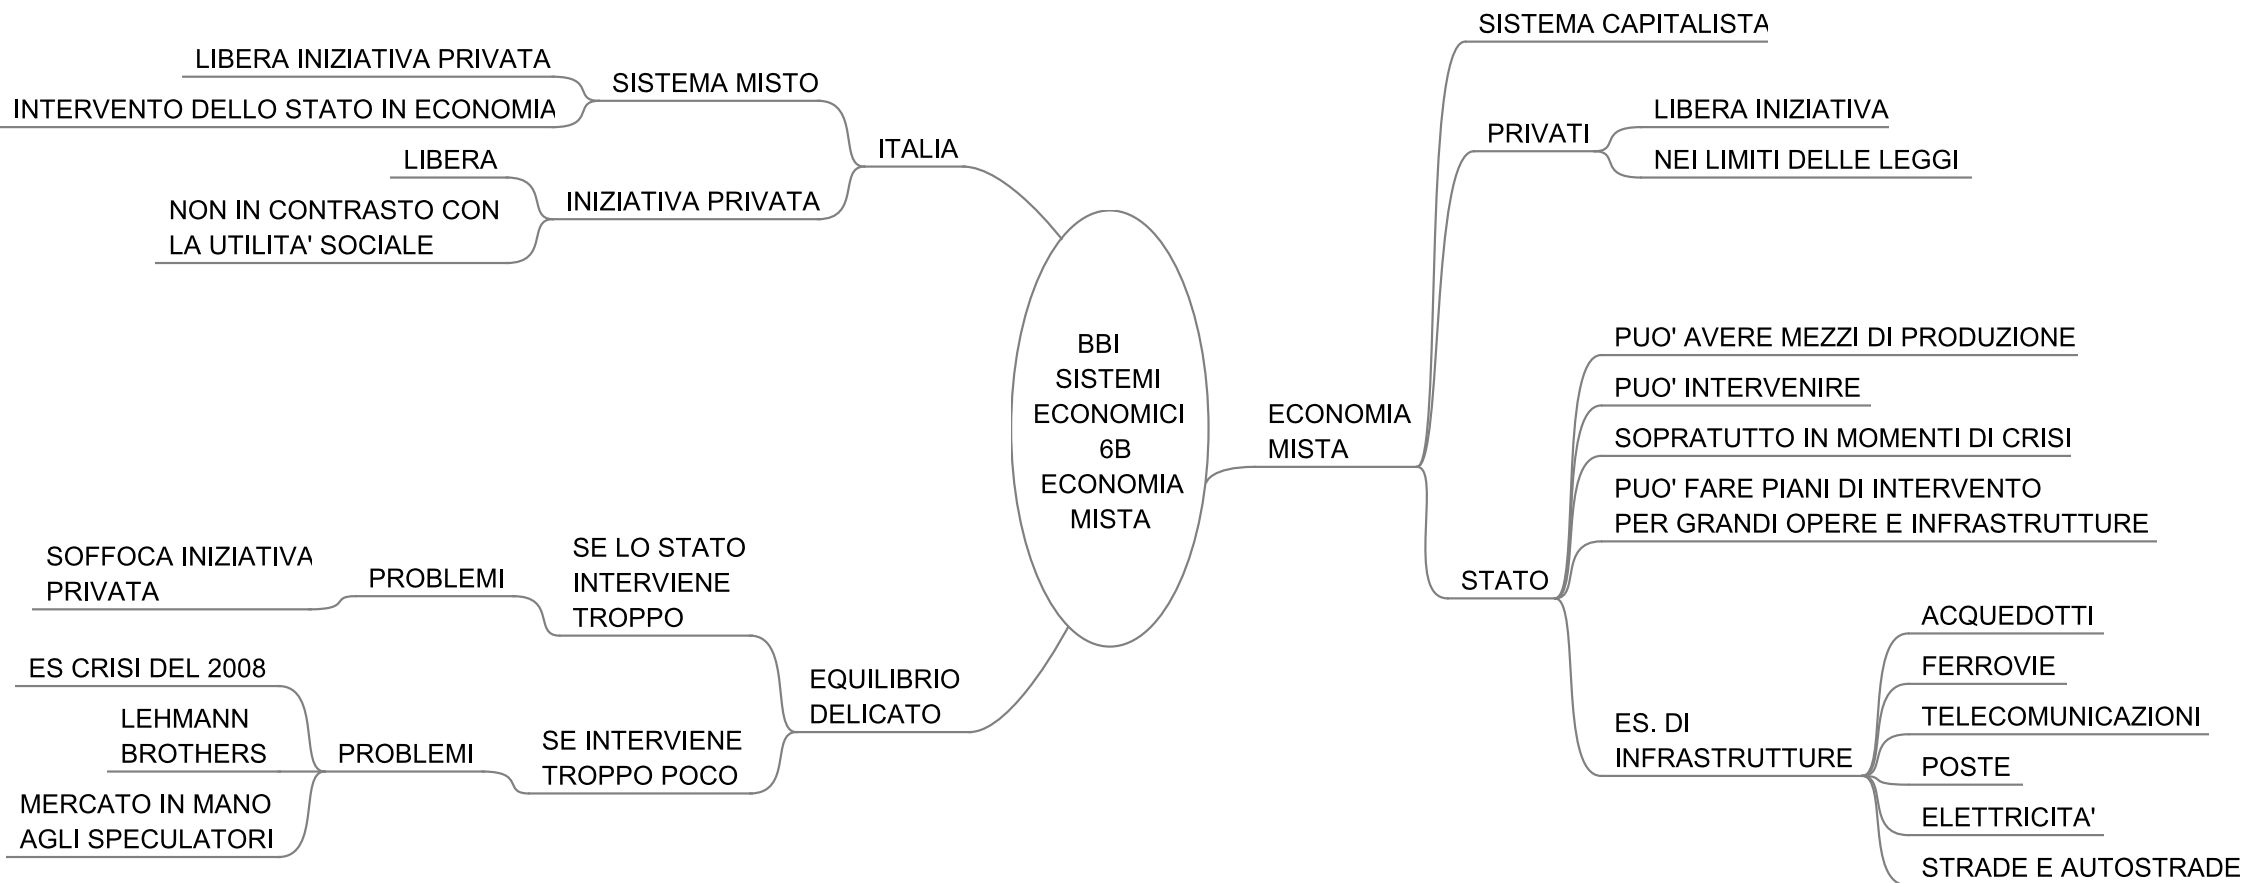 BBI
SISTEMI
ECONOMICI
6B
ECONOMIA
MISTA
ECONOMIA
MISTA
SISTEMA CAPITALISTA
PRIVATI
LIBERA INIZIATIVA
NEI LIMITI DELLE LEGGI
STATO
PUO' AVERE MEZZI DI PRODUZIONE
PUO' INTERVENIRE
SOPRATUTTO IN MOMENTI DI CRISI
PUO' FARE PIANI DI INTERVENTO
PER GRANDI OPERE E INFRASTRUTTURE
ES. DI
INFRASTRUTTURE
ACQUEDOTTI
FERROVIE
TELECOMUNICAZIONI
POSTE
ELETTRICITA'
STRADE E AUTOSTRADE
ITALIA
SISTEMA MISTO
LIBERA INIZIATIVA PRIVATA
INTERVENTO DELLO STATO IN ECONOMIA
INIZIATIVA PRIVATA
LIBERA
NON IN CONTRASTO CON
LA UTILITA' SOCIALE
EQUILIBRIO
DELICATO
SE LO STATO
INTERVIENE
TROPPO
PROBLEMI
SOFFOCA INIZIATIVA
PRIVATA
SE INTERVIENE
TROPPO POCO
PROBLEMI
ES CRISI DEL 2008
LEHMANN
BROTHERS
MERCATO IN MANO
AGLI SPECULATORI